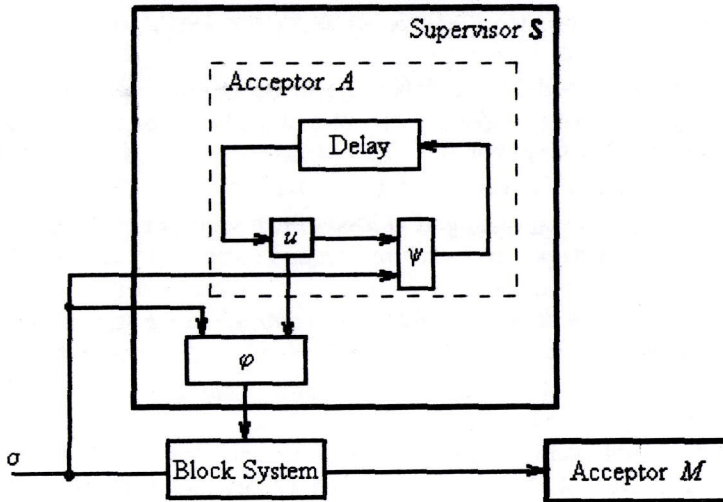 Supervisor S
Acceptor A
Delay
u
ψ
φ
σ
Block System
Acceptor M